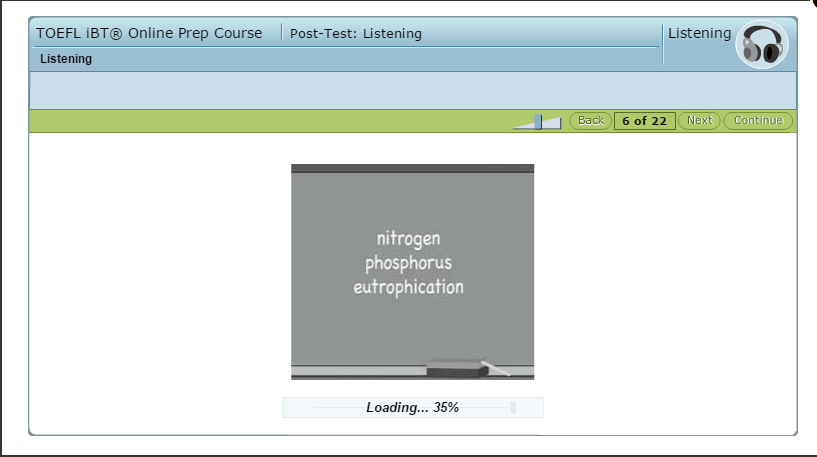 TOEFL iBT® Online Prep Course
Post-Test: Listening
Listening
Listening
Back
6 of 22
Next
Continue
nitrogen
phosphorus
eutrophication
Loading... 35%